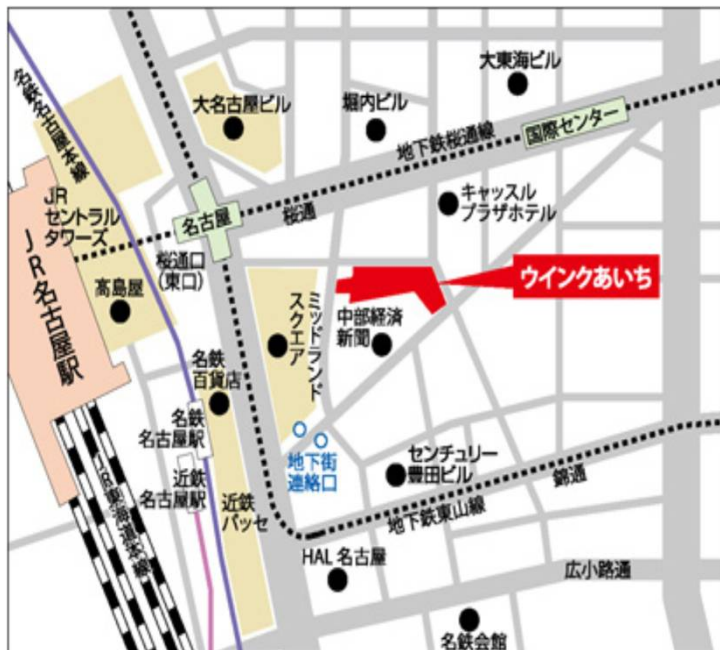 名鉄名古屋本線
大名古屋ビル
堀内ビル
大東海ビル
地下鉄桜通線
国際センター
JR
セントラル
タワーズ
名古屋
桜通
キャッスル
プラザホテル
JR名古屋駅
桜通口
(東口)
高島屋
ウインクあいち
ミッドランド
スクエア
中部経済
新聞
名鉄
百貨店
名鉄
名古屋駅
地下街
連絡口
センチュリー
豊田ビル
近鉄
名古屋駅
近鉄
パッセ
錦通
地下鉄東山線
JR東海道本線
HAL 名古屋
広小路通
名鉄会館